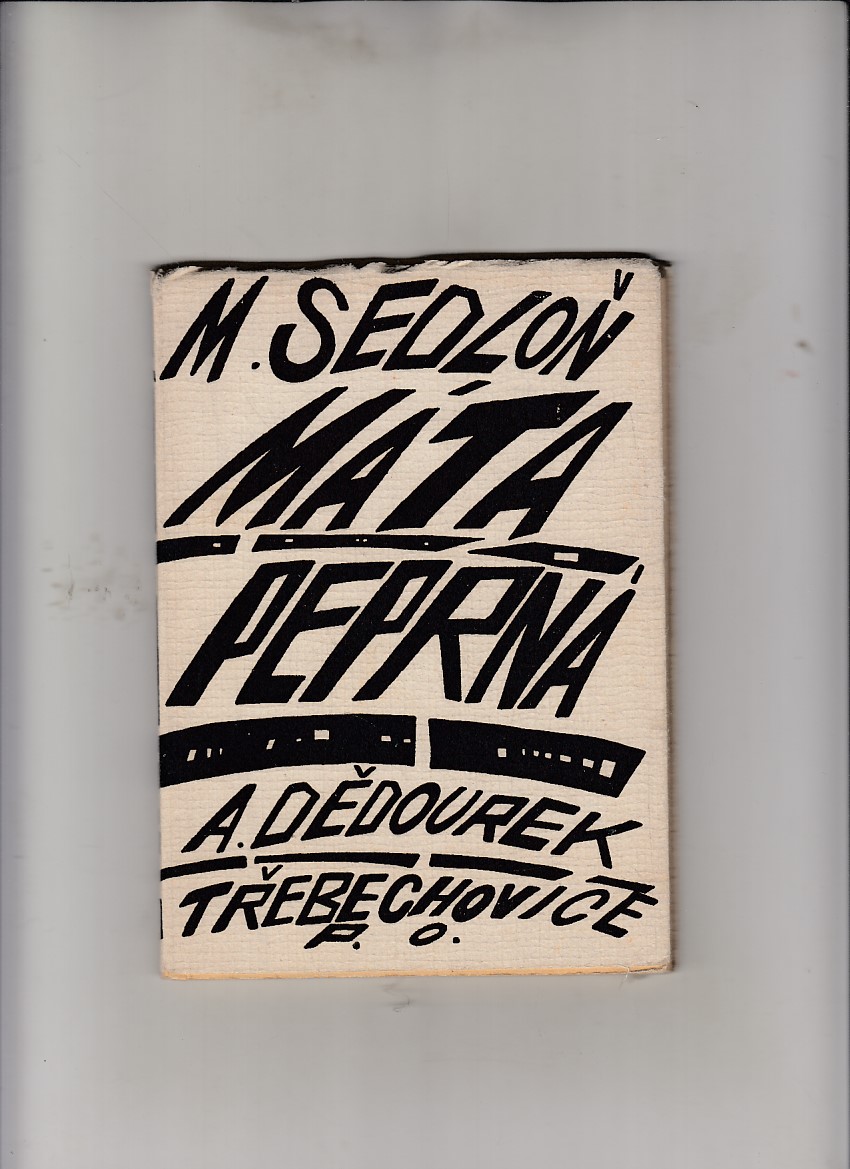 M. SEDLOŇ
MÁTA
PEPRNÁ
A. DĚDOUREK
TŘEBECHOVICE
P. O.